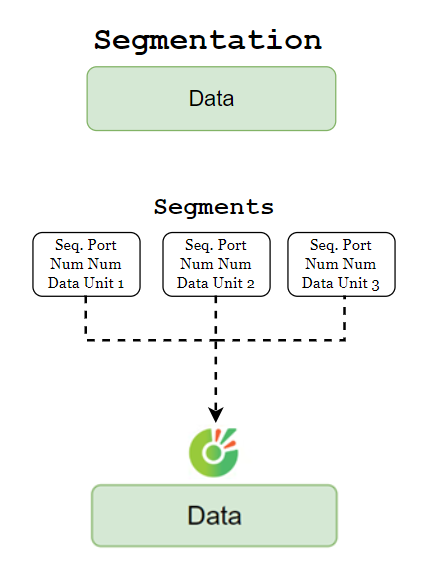 Segmentation
Data
Segments
Seq. Port
Num Num
Data Unit 1
Seq. Port
Num Num
Data Unit 2
Seq. Port
Num Num
Data Unit 3
Data